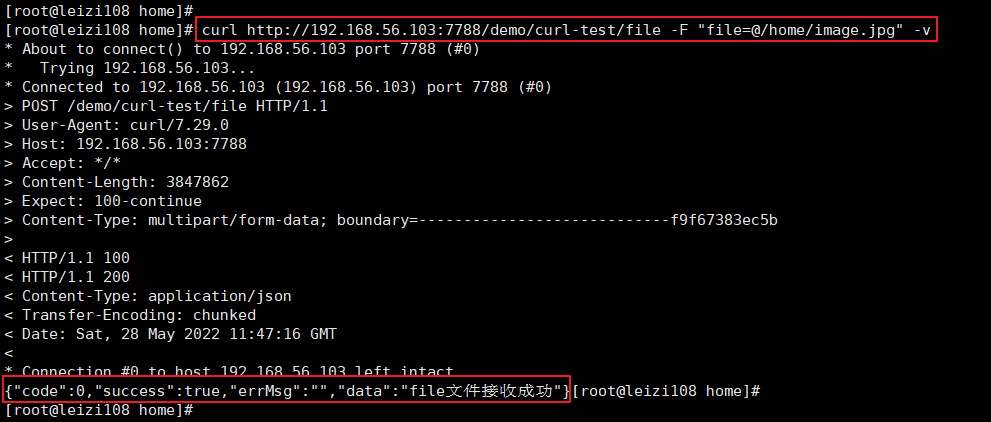 [root@leizi108 home]#
[root@leizi108 home]# curl http://192.168.56.103:7788/demo/curl-test/file -F "file=@/home/image.jpg" -v
* About to connect() to 192.168.56.103 port 7788 (#0)
*   Trying 192.168.56.103...
* Connected to 192.168.56.103 (192.168.56.103) port 7788 (#0)
> POST /demo/curl-test/file HTTP/1.1
> User-Agent: curl/7.29.0
> Host: 192.168.56.103:7788
> Accept: */*
> Content-Length: 3847862
> Expect: 100-continue
> Content-Type: multipart/form-data; boundary=----------------------------f9f67383ec5b
>
< HTTP/1.1 100
< HTTP/1.1 200
< Content-Type: application/json
< Transfer-Encoding: chunked
< Date: Sat, 28 May 2022 11:47:16 GMT
<
* Connection #0 to host 192.168.56.103 left intact
{"code":0,"success":true,"errMsg":"","data":"file文件接收成功"}[root@leizi108 home]#
[root@leizi108 home]#